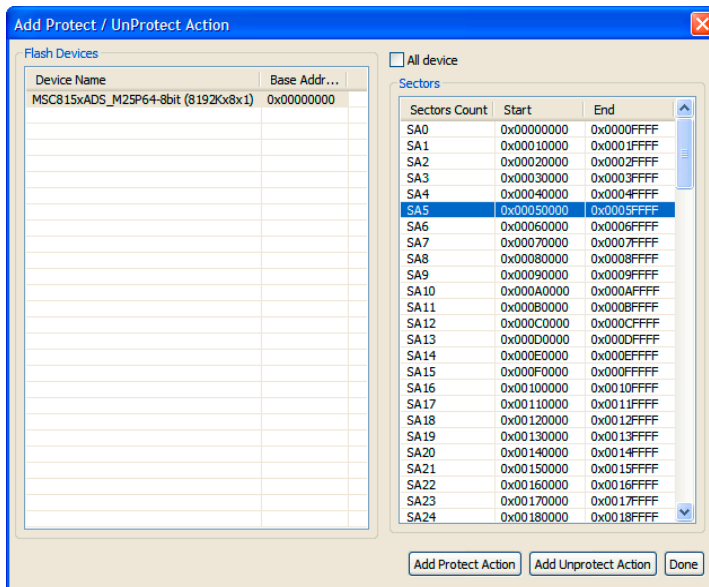 Add Protect / UnProtect Action
Flash Devices
Device Name Base Addr...
MSC815xADS_M25P64-8bit (8192Kx8x1) 0x00000000
All device
Sectors
Sectors Count Start End
SA0 0x00000000 0x0000FFFF
SA1 0x00010000 0x0001FFFF
SA2 0x00020000 0x0002FFFF
SA3 0x00030000 0x0003FFFF
SA4 0x00040000 0x0004FFFF
SA5 0x00050000 0x0005FFFF
SA6 0x00060000 0x0006FFFF
SA7 0x00070000 0x0007FFFF
SA8 0x00080000 0x0008FFFF
SA9 0x00090000 0x0009FFFF
SA10 0x000A0000 0x000AFFFF
SA11 0x000B0000 0x000BFFFF
SA12 0x000C0000 0x000CFFFF
SA13 0x000D0000 0x000DFFFF
SA14 0x000E0000 0x000EFFFF
SA15 0x000F0000 0x000FFFFF
SA16 0x00100000 0x0010FFFF
SA17 0x00110000 0x0011FFFF
SA18 0x00120000 0x0012FFFF
SA19 0x00130000 0x0013FFFF
SA20 0x00140000 0x0014FFFF
SA21 0x00150000 0x0015FFFF
SA22 0x00160000 0x0016FFFF
SA23 0x00170000 0x0017FFFF
SA24 0x00180000 0x0018FFFF
Add Protect Action Add Unprotect Action Done